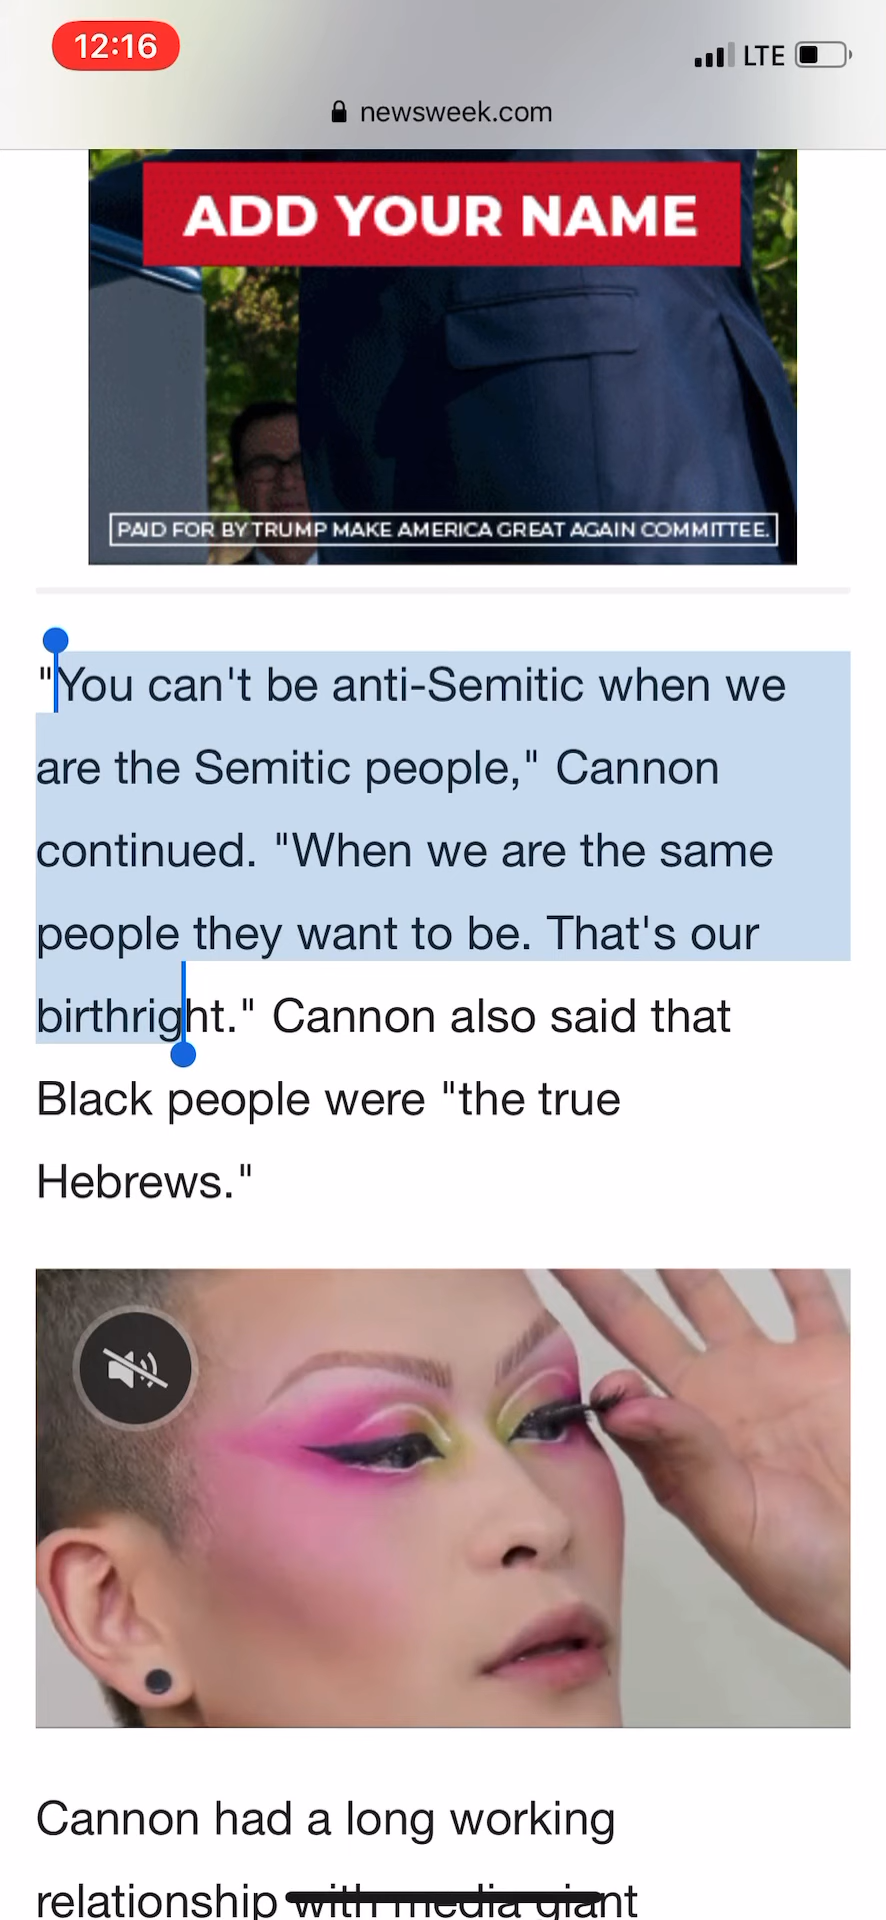 12:16
LTE
newsweek.com
ADD YOUR NAME
PAID FOR BY TRUMP MAKE AMERICA GREAT AGAIN COMMITTEE.
"You can't be anti-Semitic when we
are the Semitic people," Cannon
continued. "When we are the same
people they want to be. That's our
birthright." Cannon also said that
Black people were "the true
Hebrews."
Cannon had a long working
relationship with media giant